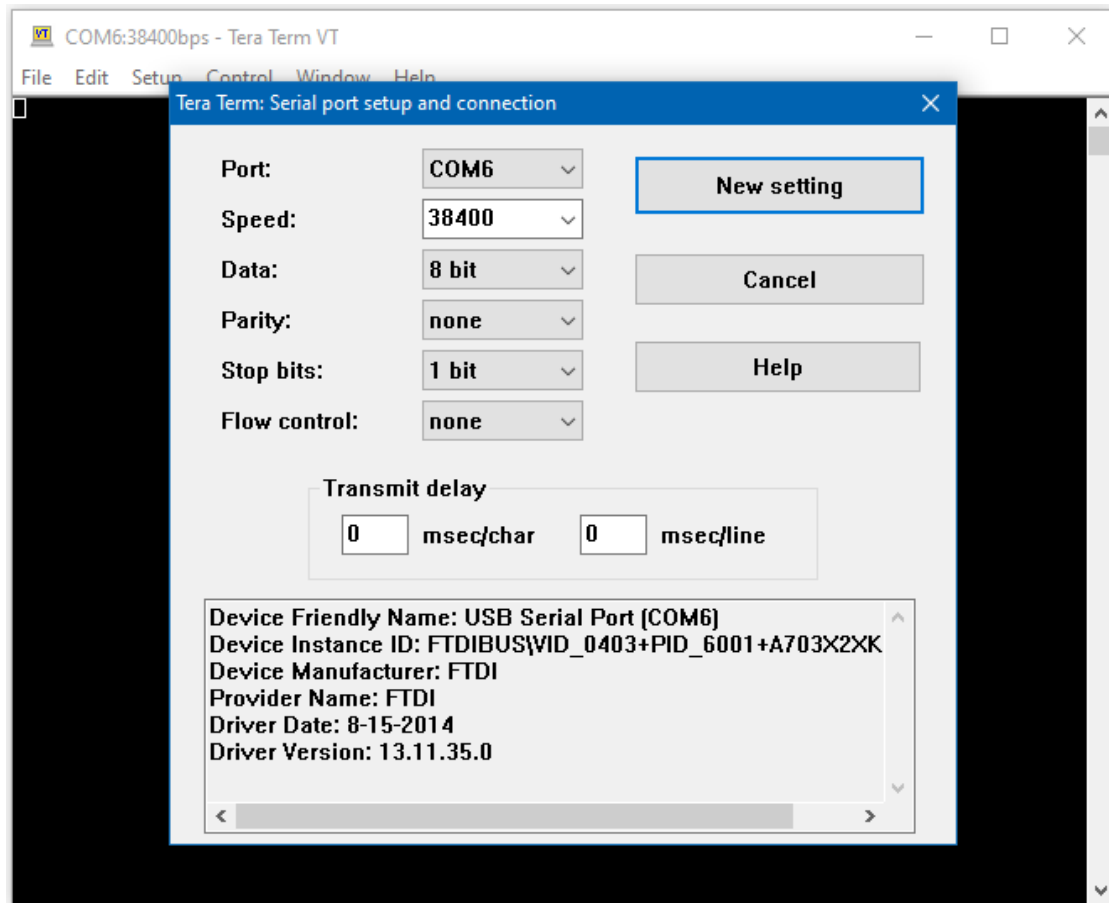 VT COM6:38400bps - Tera Term VT
File Edit Setup Control Window Help
Tera Term: Serial port setup and connection
Port: COM6 New setting
Speed: 38400
Data: 8 bit Cancel
Parity: none
Stop bits: 1 bit Help
Flow control: none
Transmit delay
0 msec/char 0 msec/line
Device Friendly Name: USB Serial Port (COM6)
Device Instance ID: FTDIBUS\VID_0403+PID_6001+A703X2XK
Device Manufacturer: FTDI
Provider Name: FTDI
Driver Date: 8-15-2014
Driver Version: 13.11.35.0